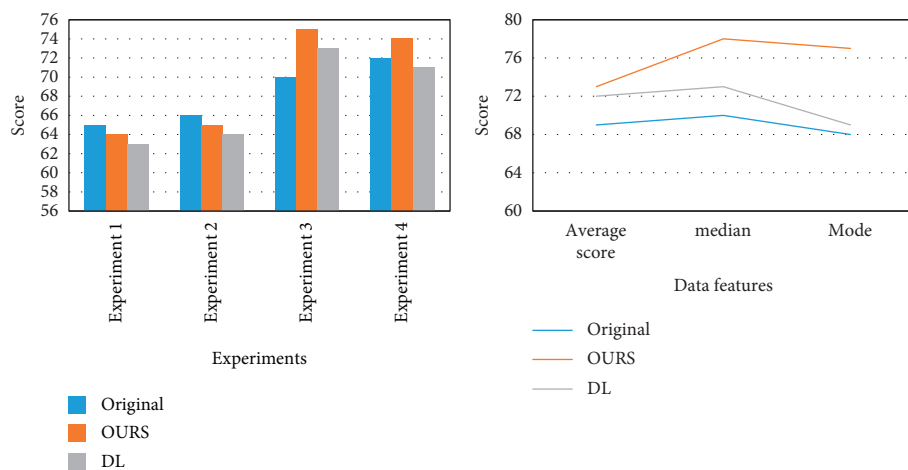 76
74
72
70
68
66
64
62
60
58
56
Score
Experiment 1
Experiment 2
Experiment 3
Experiment 4
Experiments
Original
OURS
DL
80
76
72
68
64
60
Score
Average
score
median
Mode
Data features
Original
OURS
DL